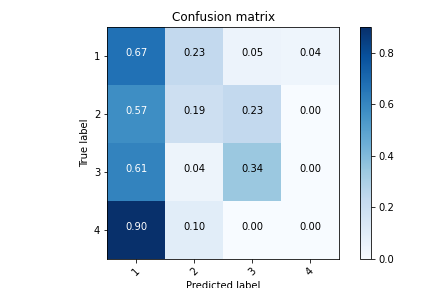 Confusion matrix
True label
1 0.67 0.23 0.05 0.04
2 0.57 0.19 0.23 0.00
3 0.61 0.04 0.34 0.00
4 0.90 0.10 0.00 0.00
1 2 3 4
Predicted label
0.8
0.6
0.4
0.2
0.0